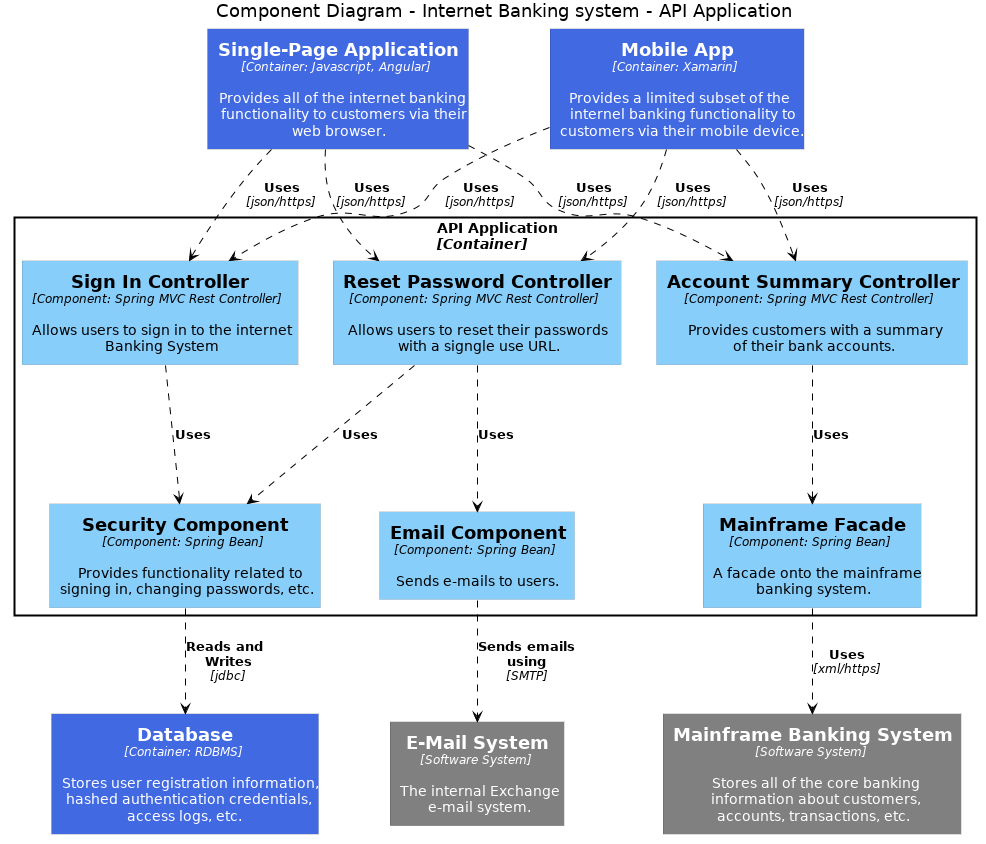 Component Diagram - Internet Banking system - API Application
Single-Page Application
[Container: Javascript, Angular]
Provides all of the internet banking
functionality to customers via their
web browser.
Mobile App
[Container: Xamarin]
Provides a limited subset of the
internel banking functionality to
customers via their mobile device.
Uses
[json/https]
Uses
[json/https]
Uses
[json/https]
Uses
[json/https]
Uses
[json/https]
Uses
[json/https]
API Application
[Container]
Sign In Controller
[Component: Spring MVC Rest Controller]
Allows users to sign in to the internet
Banking System
Reset Password Controller
[Component: Spring MVC Rest Controller]
Allows users to reset their passwords
with a signgle use URL.
Account Summary Controller
[Component: Spring MVC Rest Controller]
Provides customers with a summary
of their bank accounts.
Uses
Uses
Uses
Uses
Security Component
[Component: Spring Bean]
Provides functionality related to
signing in, changing passwords, etc.
Email Component
[Component: Spring Bean]
Sends e-mails to users.
Mainframe Facade
[Component: Spring Bean]
A facade onto the mainframe
banking system.
Reads and
Writes
[jdbc]
Sends emails
using
[SMTP]
Uses
[xml/https]
Database
[Container: RDBMS]
Stores user registration information,
hashed authentication credentials,
access logs, etc.
E-Mail System
[Software System]
The internal Exchange
e-mail system.
Mainframe Banking System
[Software System]
Stores all of the core banking
information about customers,
accounts, transactions, etc.